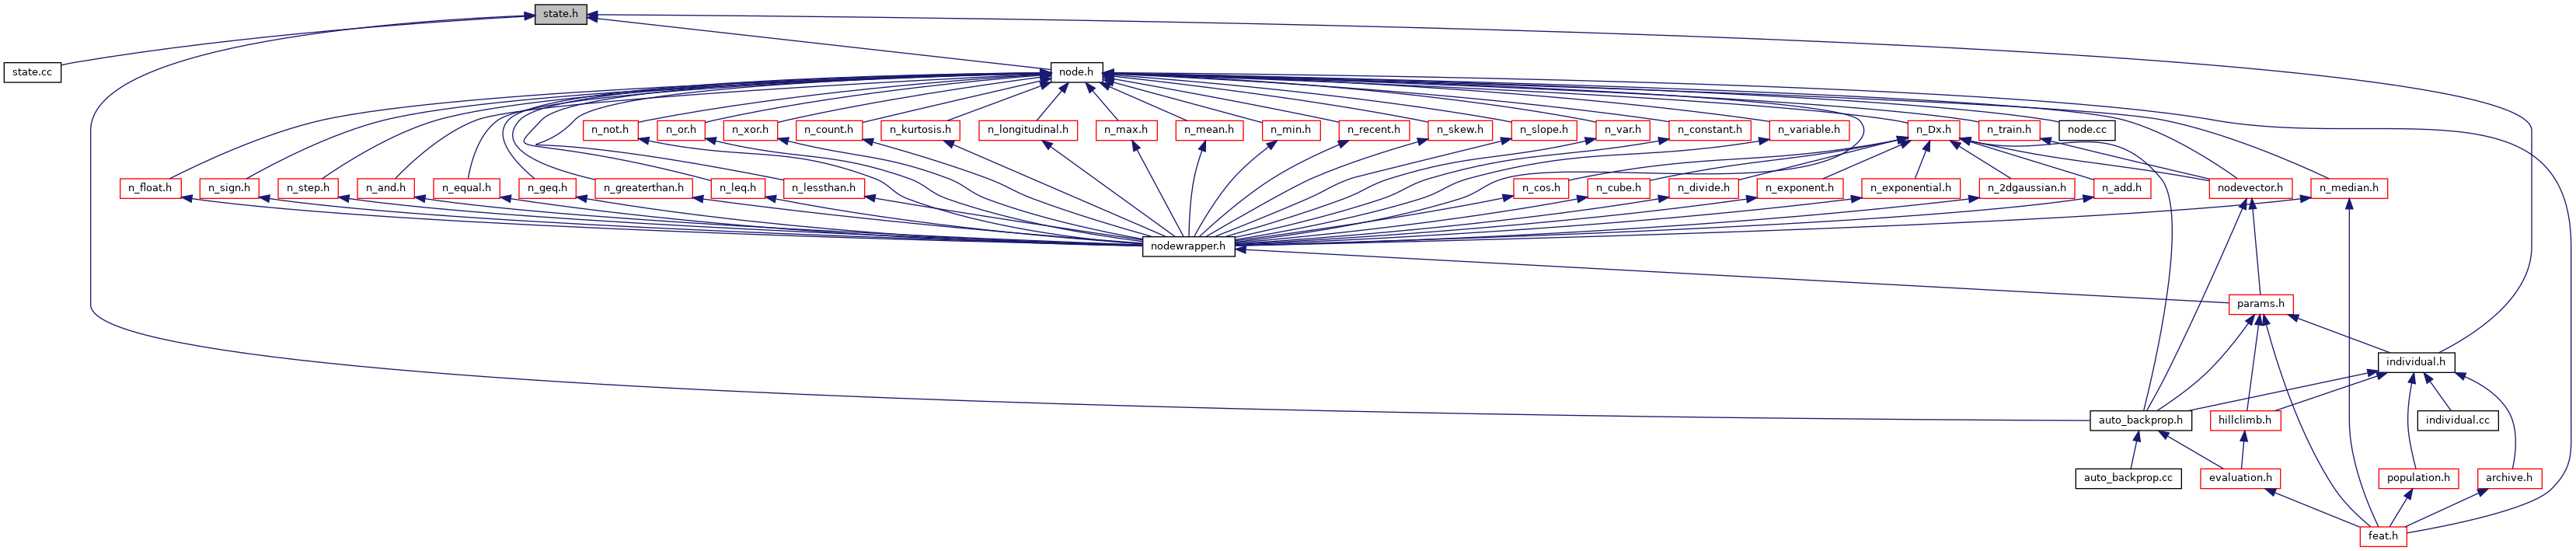 state.h
state.cc
node.h
n_not.h
n_or.h
n_xor.h
n_count.h
n_kurtosis.h
n_longitudinal.h
n_max.h
n_mean.h
n_min.h
n_recent.h
n_skew.h
n_slope.h
n_var.h
n_constant.h
n_variable.h
n_Dx.h
n_train.h
node.cc
n_float.h
n_sign.h
n_step.h
n_and.h
n_equal.h
n_geq.h
n_greaterthan.h
n_leq.h
n_lessthan.h
n_cos.h
n_cube.h
n_divide.h
n_exponent.h
n_exponential.h
n_2dgaussian.h
n_add.h
nodevector.h
n_median.h
nodewrapper.h
params.h
individual.h
auto_backprop.h
hillclimb.h
individual.cc
auto_backprop.cc
evaluation.h
population.h
archive.h
feat.h